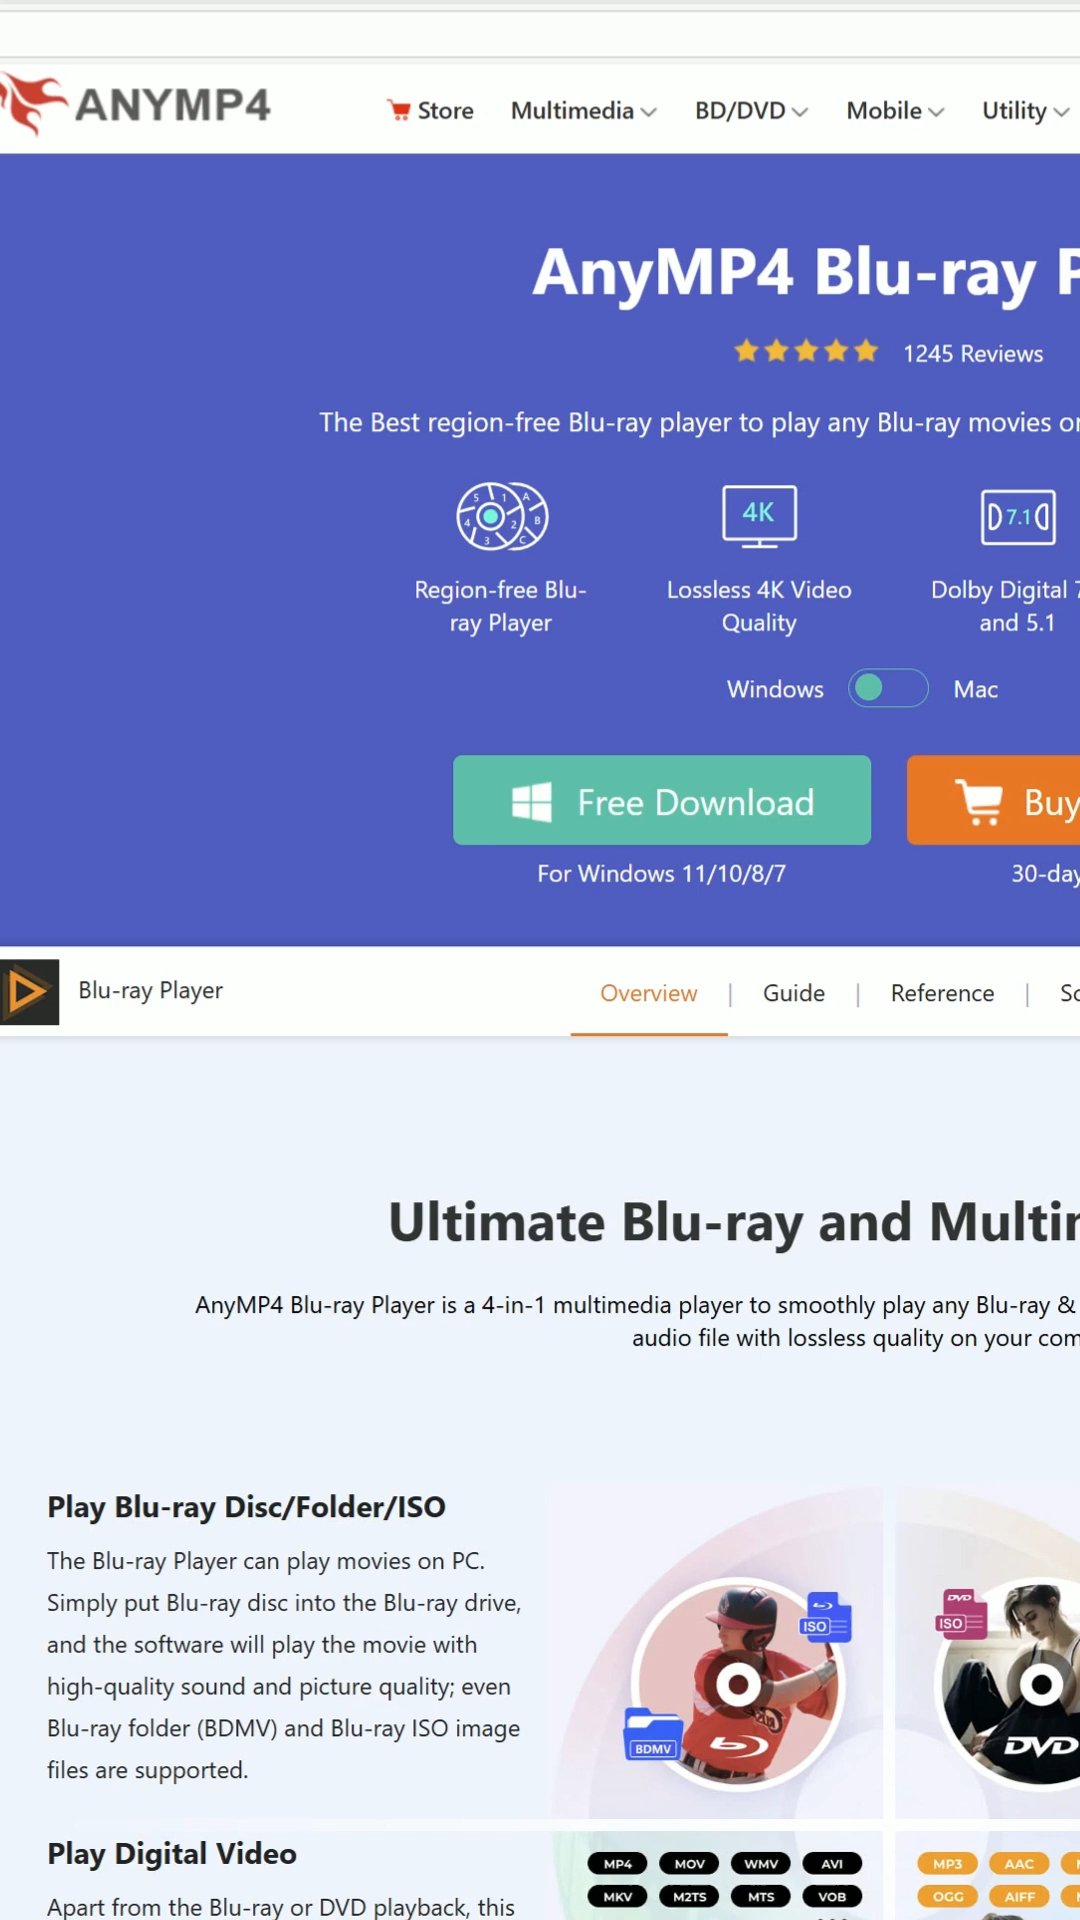 ANYMP4
Store Multimedia BD/DVD Mobile Utility
AnyMP4 Blu-ray
1245 Reviews
The Best region-free Blu-ray player to play any Blu-ray movies
5 1 A
4 2 B
3 C
4K
7.1
Region-free Blu-
ray Player
Lossless 4K Video
Quality
Dolby Digital
and 5.1
Windows Mac
Free Download
Buy
For Windows 11/10/8/7
30-day
Blu-ray Player
Overview | Guide | Reference |
Ultimate Blu-ray and
AnyMP4 Blu-ray Player is a 4-in-1 multimedia player to smoothly play any Blu-ray &
audio file with lossless quality on your
Play Blu-ray Disc/Folder/ISO
The Blu-ray Player can play movies on PC.
Simply put Blu-ray disc into the Blu-ray drive,
and the software will play the movie with
high-quality sound and picture quality; even
Blu-ray folder (BDMV) and Blu-ray ISO image
files are supported.
ISO
BDMV
DVD
ISO
DVD
Play Digital Video
Apart from the Blu-ray or DVD playback, this
MP4 MOV WMV AVI
MKV M2TS MTS VOB
MP3 AAC
OGG AIFF